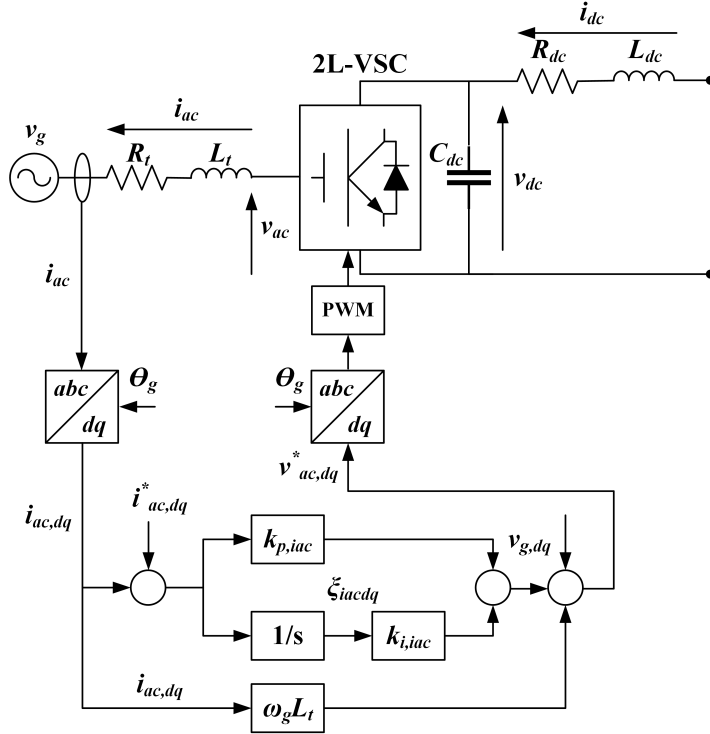 i_dc
R_dc L_dc
2L-VSC
i_ac
v_g
R_t L_t
C_dc
v_dc
v_ac
i_ac
PWM
abc
dq
Θ_g
Θ_g
abc
dq
v*_ac,dq
i*_ac,dq
i_ac,dq
k_p,iac
v_g,dq
ξ_iacdq
1/s
k_i,iac
i_ac,dq
ω_gL_t